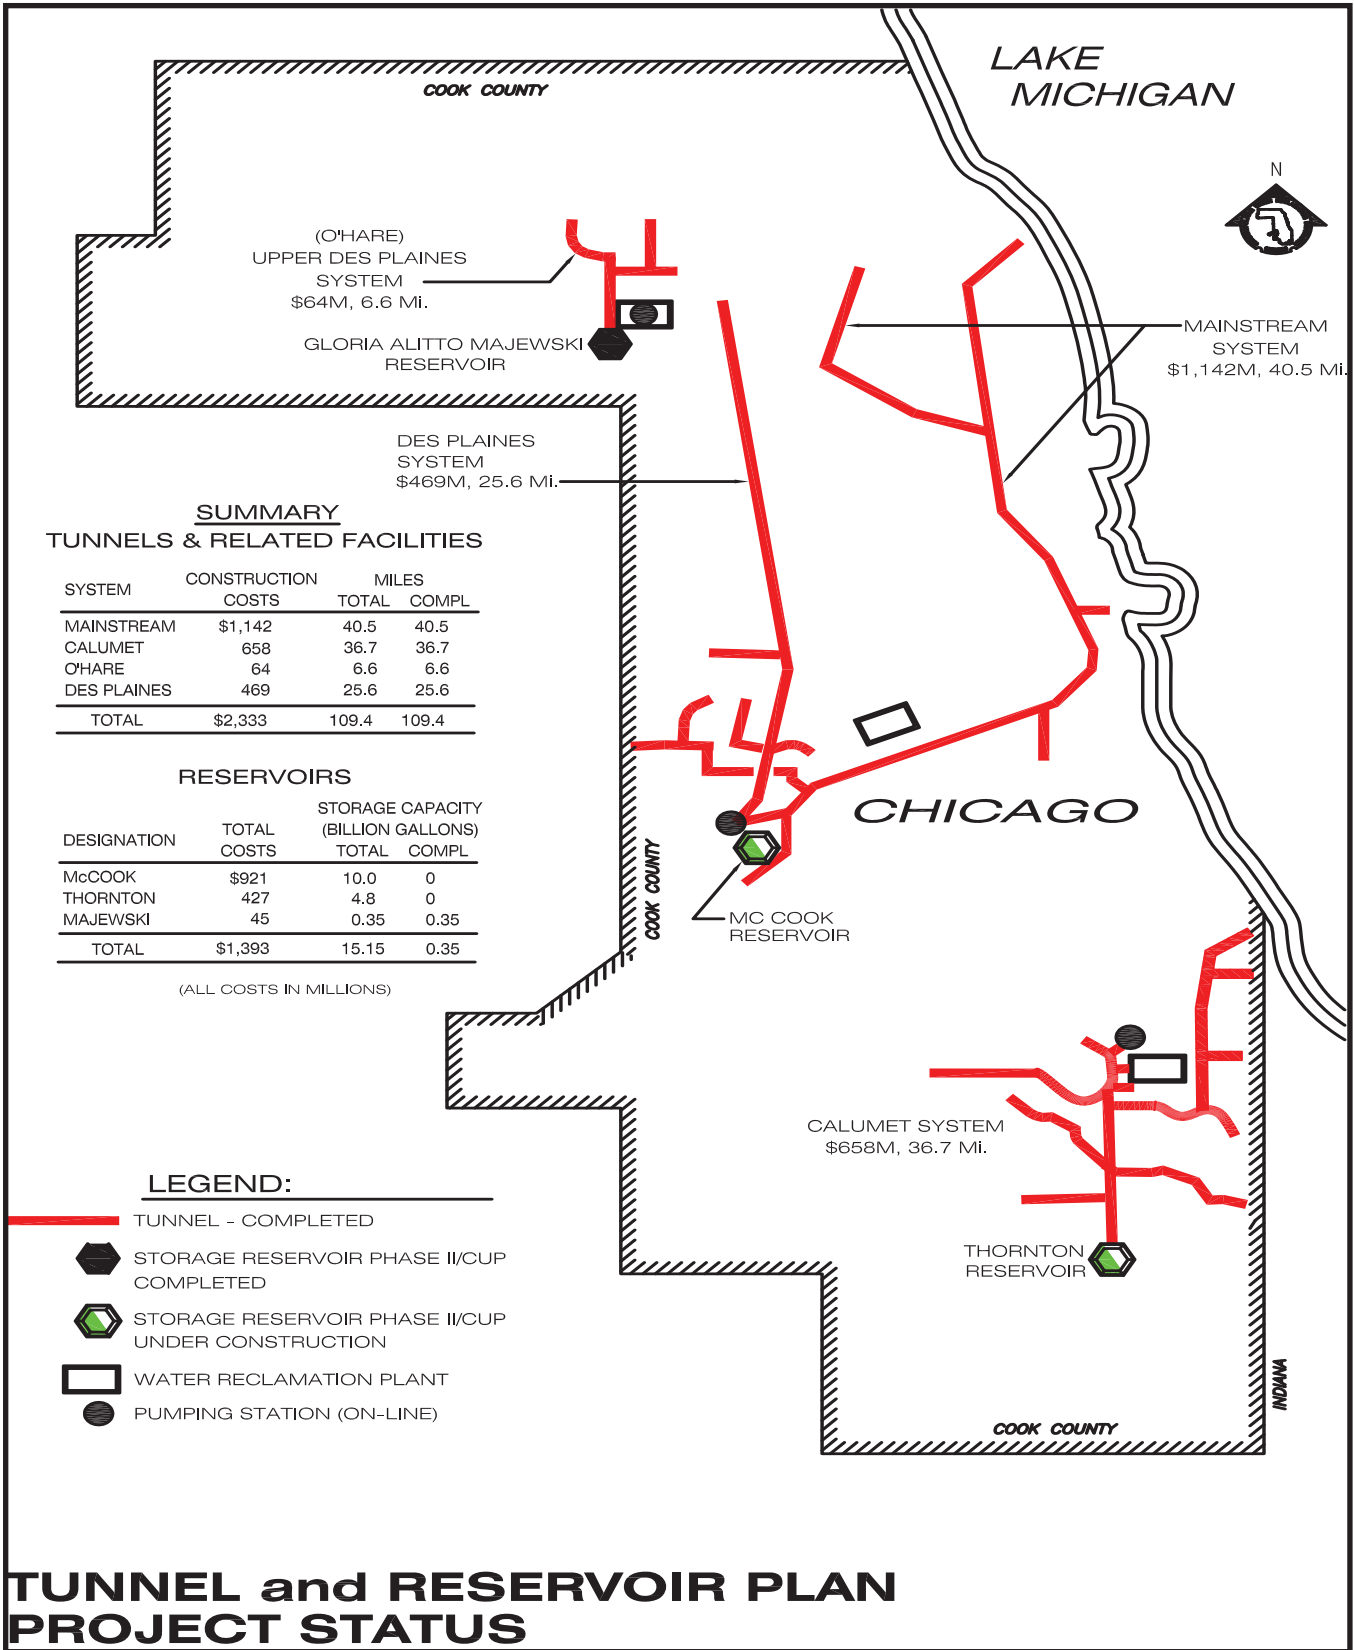 LAKE
MICHIGAN
COOK COUNTY
N
(O'HARE)
UPPER DES PLAINES
SYSTEM
$64M, 6.6 Mi.
GLORIA ALITTO MAJEWSKI
RESERVOIR
MAINSTREAM
SYSTEM
$1,142M, 40.5 Mi.
DES PLAINES
SYSTEM
$469M, 25.6 Mi.
SUMMARY
TUNNELS & RELATED FACILITIES
SYSTEM CONSTRUCTION COSTS MILES TOTAL COMPL
MAINSTREAM $1,142 40.5 40.5
CALUMET 658 36.7 36.7
O'HARE 64 6.6 6.6
DES PLAINES 469 25.6 25.6
TOTAL $2,333 109.4 109.4
RESERVOIRS
DESIGNATION TOTAL COSTS STORAGE CAPACITY (BILLION GALLONS) TOTAL COMPL
McCOOK $921 10.0 0
THORNTON 427 4.8 0
MAJEWSKI 45 0.35 0.35
TOTAL $1,393 15.15 0.35
(ALL COSTS IN MILLIONS)
CHICAGO
COOK COUNTY
MC COOK
RESERVOIR
CALUMET SYSTEM
$658M, 36.7 Mi.
THORNTON
RESERVOIR
INDIANA
COOK COUNTY
LEGEND:
TUNNEL - COMPLETED
STORAGE RESERVOIR PHASE II/CUP
COMPLETED
STORAGE RESERVOIR PHASE II/CUP
UNDER CONSTRUCTION
WATER RECLAMATION PLANT
PUMPING STATION (ON-LINE)
TUNNEL and RESERVOIR PLAN
PROJECT STATUS